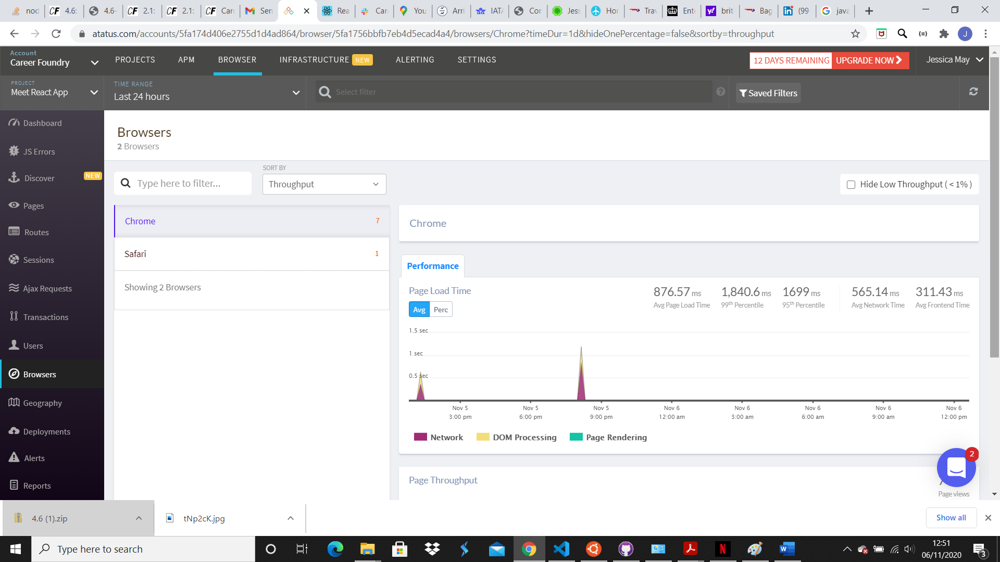 nod
4.6:
4.6-
2.1:
2.1:
Car
Sen
Rea
Car
You
Arri
IATA
Cor
Jess
Hor
Tra
Ente
brit
Bag
(99
java
atatus.com/accounts/5fa174d406e2755d1d4ad864/browser/5fa1756bbfb7eb4d5ecad4a4/browsers/Chrome?timeDur=1d&hideOnePercentage=false&sortby=throughput
J
Account
Career Foundry
PROJECTS
APM
BROWSER
INFRASTRUCTURE NEW
ALERTING
SETTINGS
12 DAYS REMAINING
UPGRADE NOW
Jessica May
PROJECT
Meet React App
TIME RANGE
Last 24 hours
Select filter
Saved Filters
Dashboard
JS Errors
Discover NEW
Pages
Routes
Sessions
Ajax Requests
Transactions
Users
Browsers
Geography
Deployments
Alerts
Reports
Browsers
2 Browsers
Type here to filter...
SORT BY
Throughput
Hide Low Throughput ( < 1% )
Chrome 7
Safari 1
Showing 2 Browsers
Chrome
Performance
Page Load Time
Avg Perc
876.57 ms
Avg Page Load Time
1,840.6 ms
99th Percentile
1699 ms
95th Percentile
565.14 ms
Avg Network Time
311.43 ms
Avg Frontend Time
1.5 sec
1 sec
0.5 sec
Nov 5
3:00 pm
Nov 5
6:00 pm
Nov 5
9:00 pm
Nov 6
12:00 am
Nov 6
3:00 am
Nov 6
6:00 am
Nov 6
9:00 am
Nov 6
12:00 pm
Network
DOM Processing
Page Rendering
Page Throughput
Page views
2
4.6 (1).zip
tNp2cK.jpg
Show all
Type here to search
12:51
06/11/2020
3